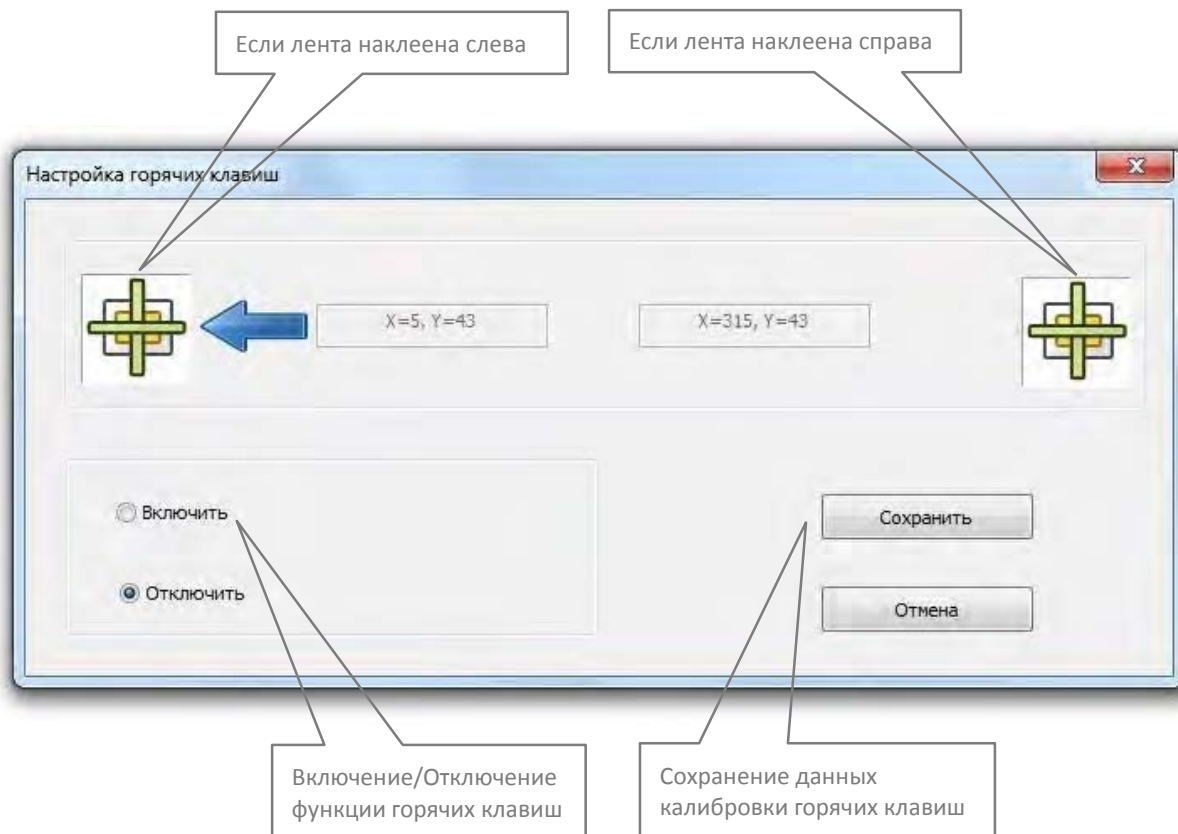 Если лента наклеена слева
Если лента наклеена справа
Настройка горячих клавиш
X=5, Y=43
X=315, Y=43
Включить
Сохранить
Отключить
Отмена
Включение/Отключение
функции горячих клавиш
Сохранение данных
калибровки горячих клавиш